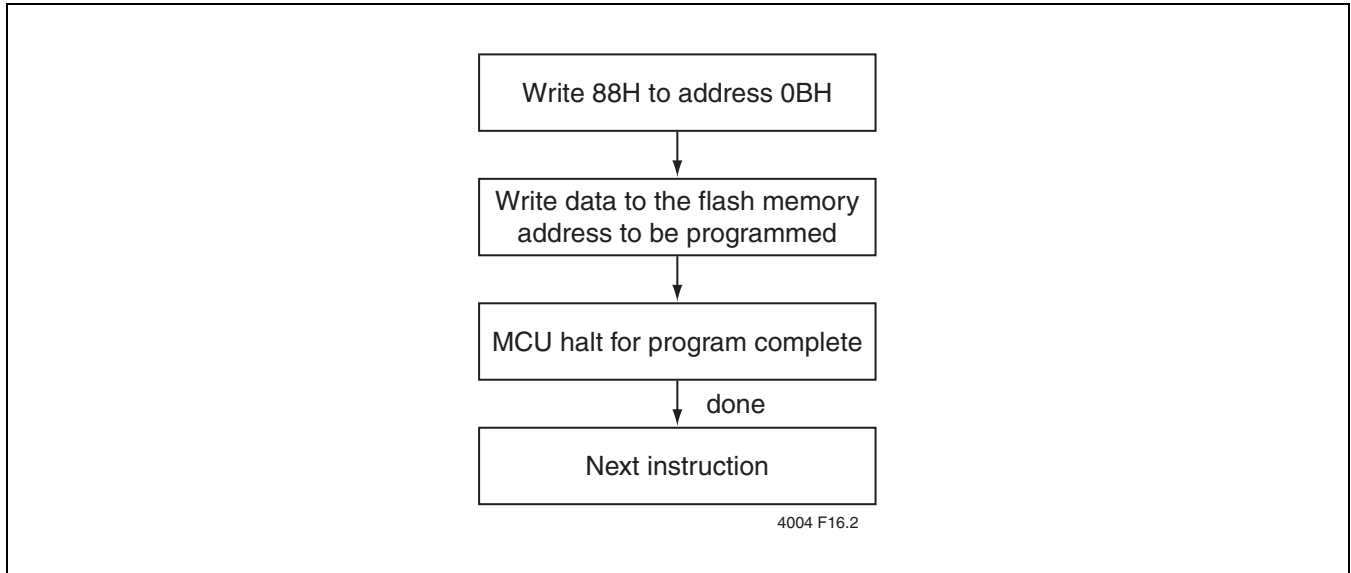 Write 88H to address 0BH
Write data to the flash memory
address to be programmed
MCU halt for program complete
done
Next instruction
4004 F16.2